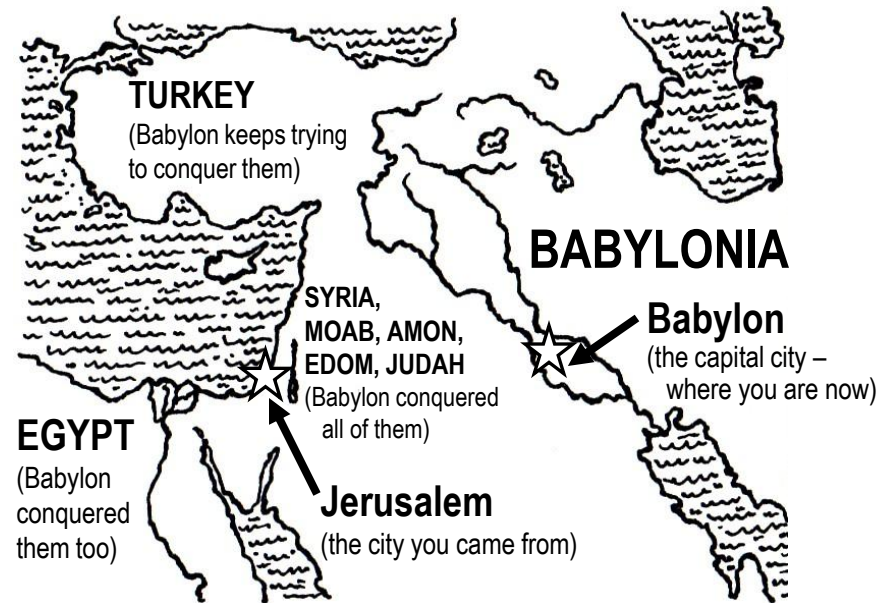 TURKEY
(Babylon keeps trying
to conquer them)
BABYLONIA
SYRIA,
MOAB, AMON,
EDOM, JUDAH
(Babylon conquered
all of them)
Babylon
(the capital city –
where you are now)
EGYPT
(Babylon
conquered
them too)
Jerusalem
(the city you came from)